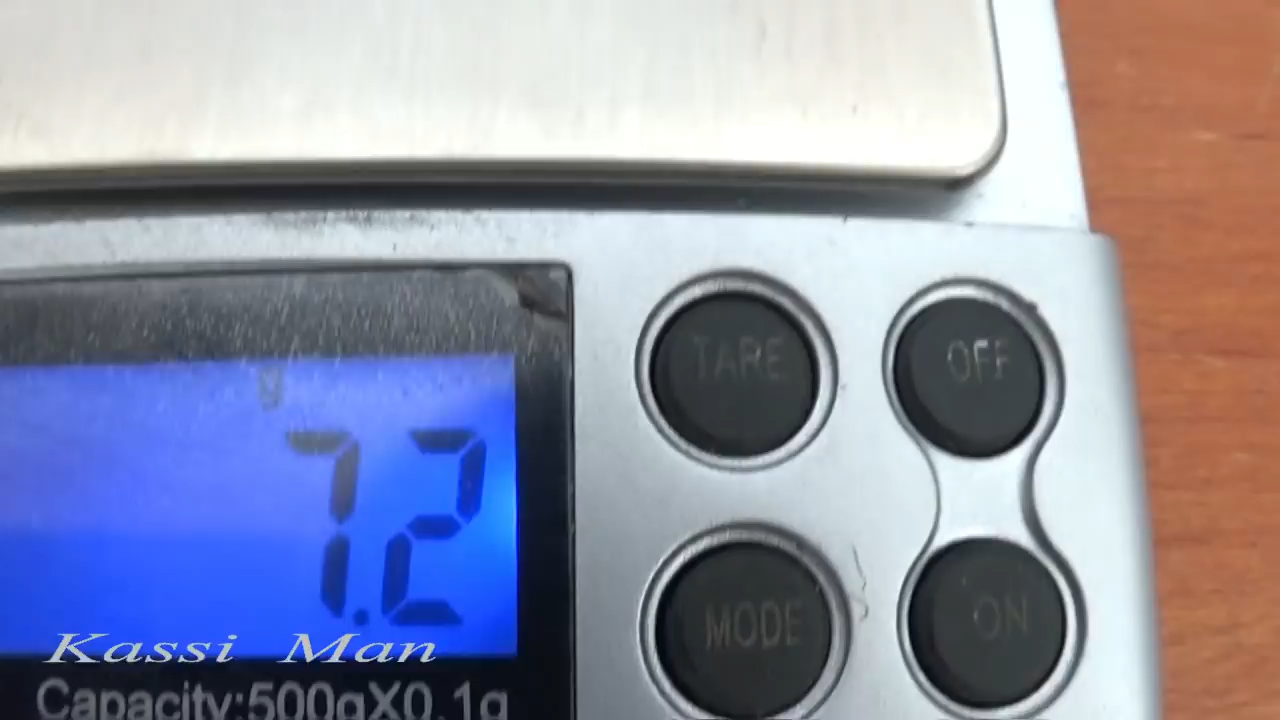 TARE
OFF
g
7.2
MODE
ON
Kassi Man
Capacity:500gX0.1g